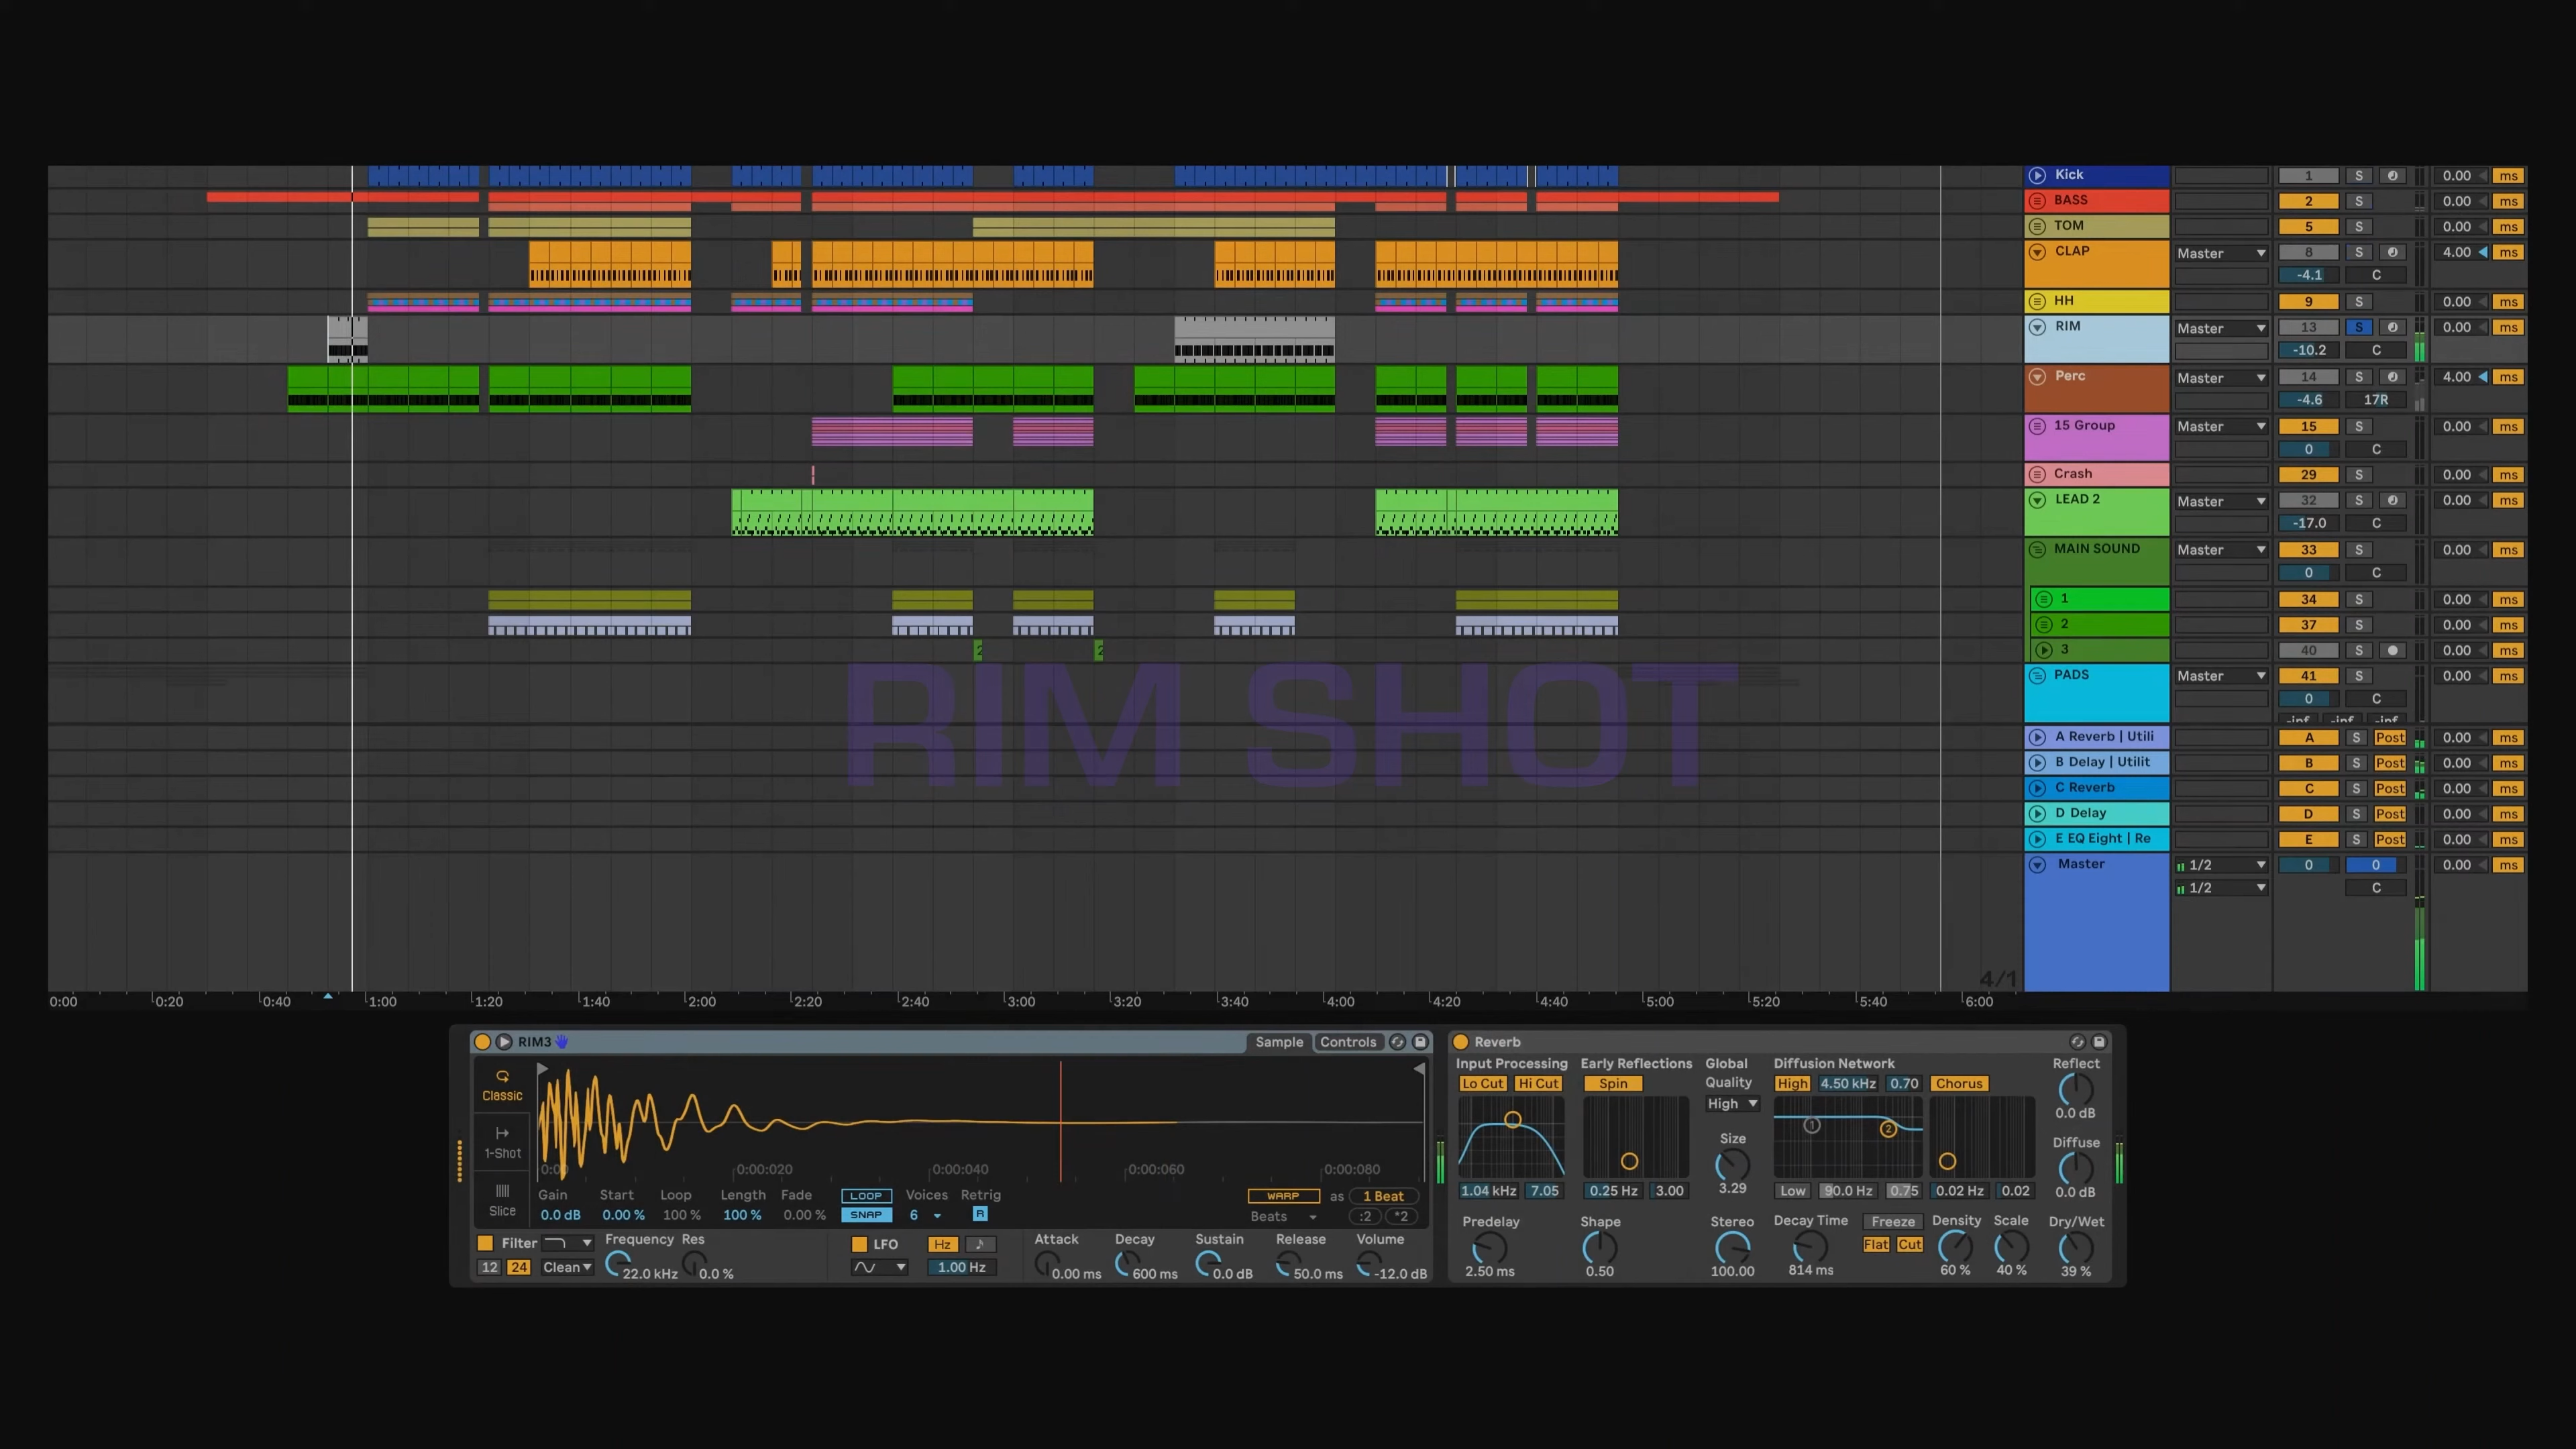 Kick 1 S 0.00 ms
BASS 2 S 0.00 ms
TOM 5 S 0.00 ms
CLAP Master 8 S 4.00 ms
-4.1 C
HH 9 S 0.00 ms
RIM Master 13 S 0.00 ms
-10.2 C
Perc Master 14 S 4.00 ms
-4.6 17R
15 Group Master 15 S 0.00 ms
0 C
Crash 29 S 0.00 ms
LEAD 2 Master 32 S 0.00 ms
-17.0 C
MAIN SOUND Master 33 S 0.00 ms
0 C
1 34 S 0.00 ms
2 37 S 0.00 ms
3 40 S 0.00 ms
PADS Master 41 S 0.00 ms
0 C
-inf -inf -inf
RIM SHOT
A Reverb | Utili A S Post 0.00 ms
B Delay | Utilit B S Post 0.00 ms
C Reverb C S Post 0.00 ms
D Delay D S Post 0.00 ms
E EQ Eight | Re E S Post 0.00 ms
Master 1/2 0 0 0.00 ms
1/2 C
4/1
0:00 0:20 0:40 1:00 1:20 1:40 2:00 2:20 2:40 3:00 3:20 3:40 4:00 4:20 4:40 5:00 5:20 5:40 6:00
RIM3 Sample Controls
Classic
1-Shot
Slice
0:00 0:00:020 0:00:040 0:00:060 0:00:080
Gain Start Loop Length Fade LOOP Voices Retrig WARP as 1 Beat
0.0 dB 0.00 % 100 % 100 % 0.00 % SNAP 6 R Beats :2 *2
Filter Frequency Res LFO Hz Attack Decay Sustain Release Volume
12 24 Clean 22.0 kHz 0.0 % 1.00 Hz 0.00 ms 600 ms 0.0 dB 50.0 ms -12.0 dB
Reverb
Input Processing Early Reflections Global Diffusion Network Reflect
Lo Cut Hi Cut Spin Quality High 4.50 kHz 0.70 Chorus
High
0.0 dB
1 2
Size Diffuse
1.04 kHz 7.05 0.25 Hz 3.00 3.29 Low 90.0 Hz 0.75 0.02 Hz 0.02 0.0 dB
Predelay Shape Stereo Decay Time Freeze Density Scale Dry/Wet
Flat Cut
2.50 ms 0.50 100.00 814 ms 60 % 40 % 39 %